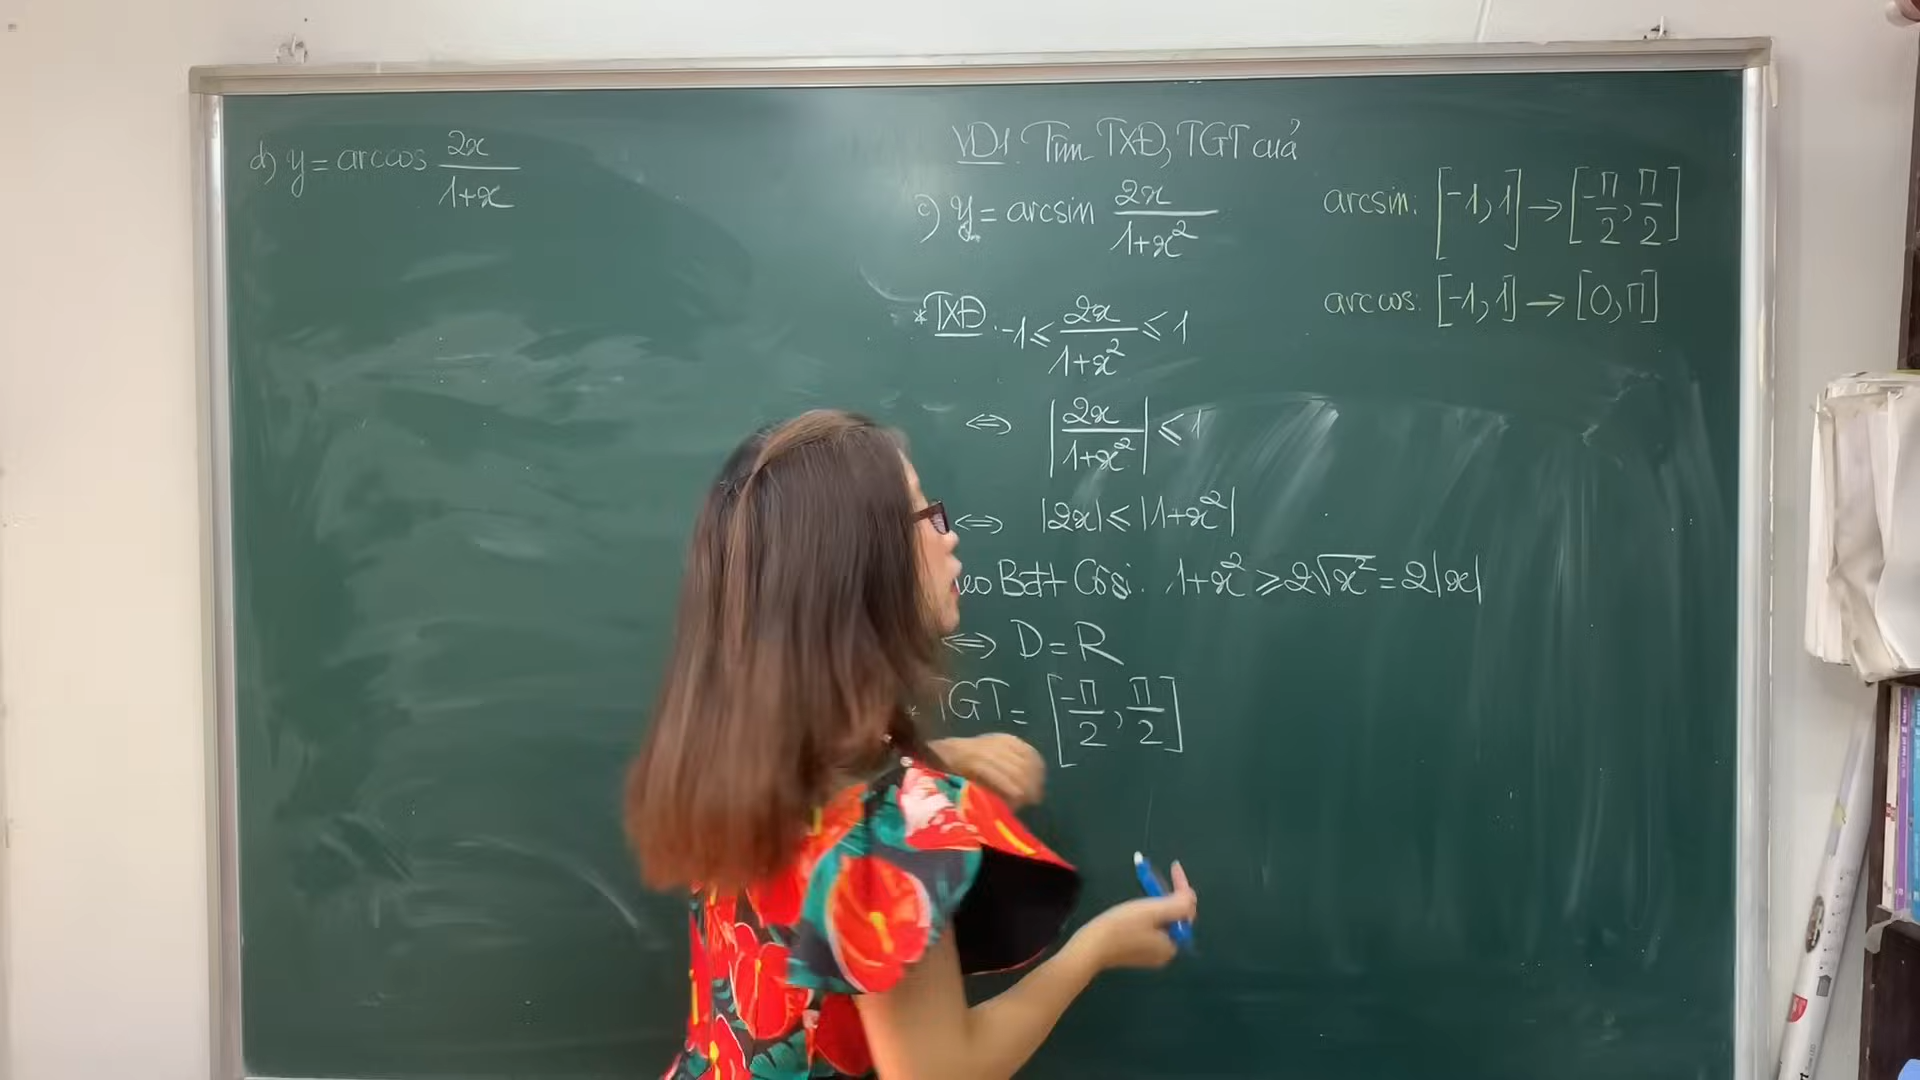 d) y = arccos 2x/(1+x)
VD1. Tìm TXĐ, TGT của
c) y = arcsin 2x/(1+x²)
* TXĐ: -1 ≤ 2x/(1+x²) ≤ 1
⇔ |2x/(1+x²)| ≤ 1
⇔ |2x| ≤ |1+x²|
eo Bđt Côsi: 1+x² ≥ 2√x² = 2|x|
⇔ D = R
* TGT = [-π/2, π/2]
arcsin: [-1, 1] → [-π/2, π/2]
arccos: [-1, 1] → [0, π]